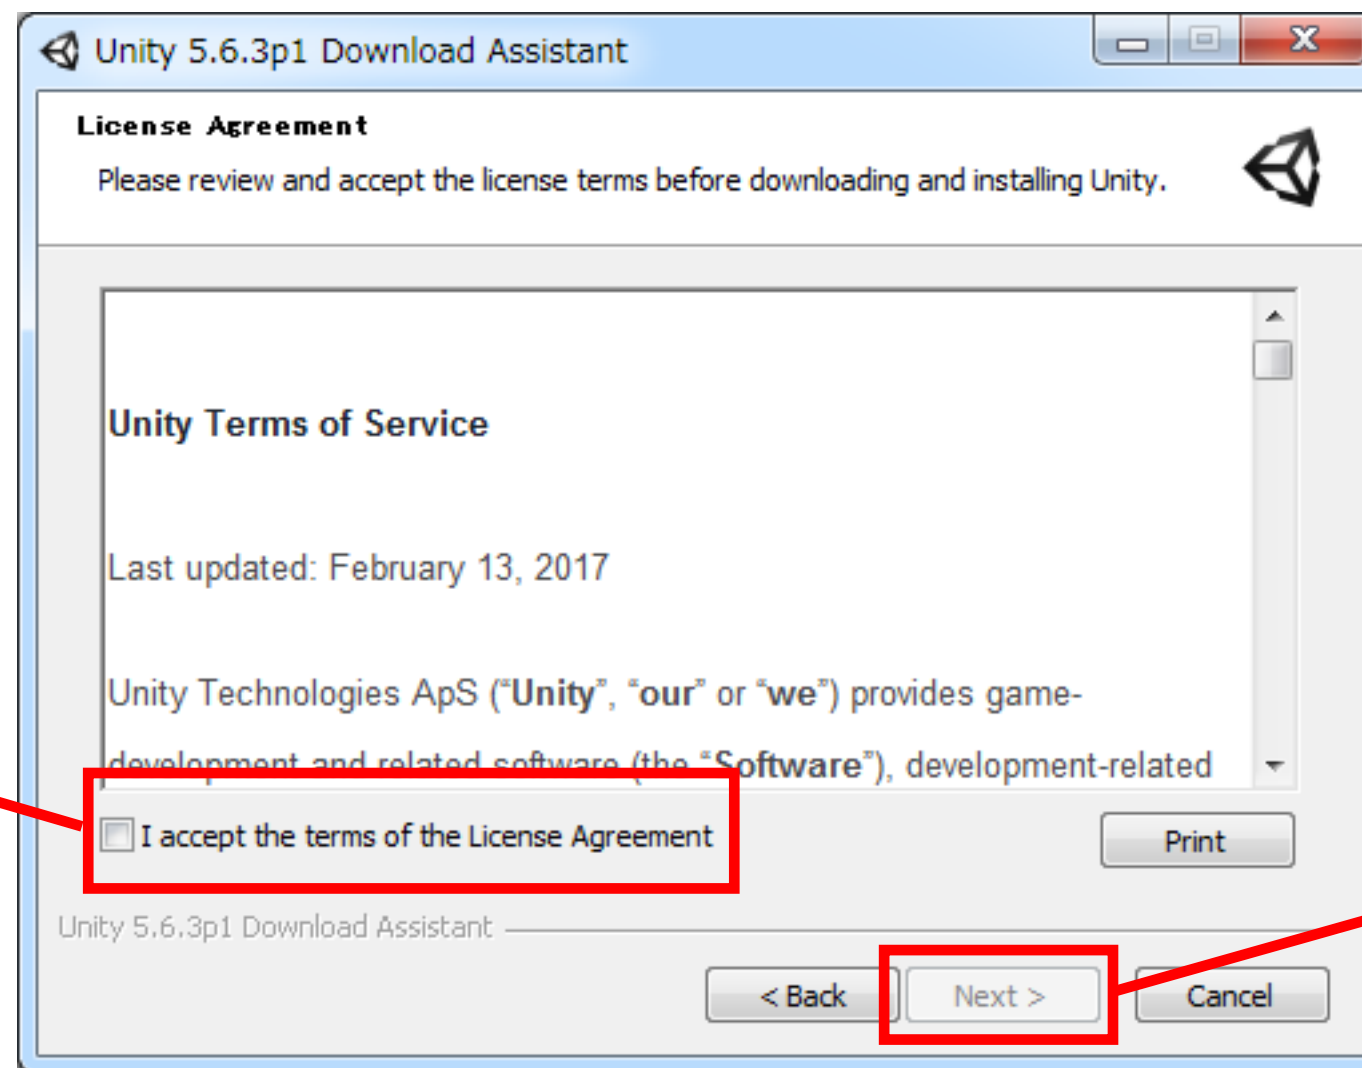 Unity 5.6.3p1 Download Assistant
License Agreement
Please review and accept the license terms before downloading and installing Unity.
Unity Terms of Service
Last updated: February 13, 2017
Unity Technologies ApS (“Unity”, “our” or “we”) provides game-
development and related software (the “Software”), development-related
I accept the terms of the License Agreement
Print
Unity 5.6.3p1 Download Assistant
< Back
Next >
Cancel